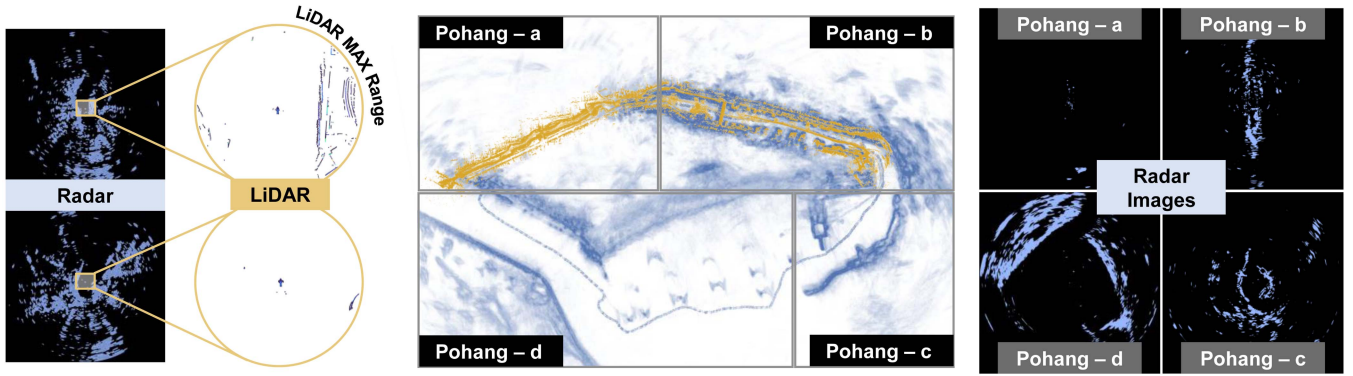 LiDAR MAX Range
Radar
LiDAR
Pohang – a
Pohang – b
Pohang – d
Pohang – c
Pohang – a
Pohang – b
Radar
Images
Pohang – d
Pohang – c